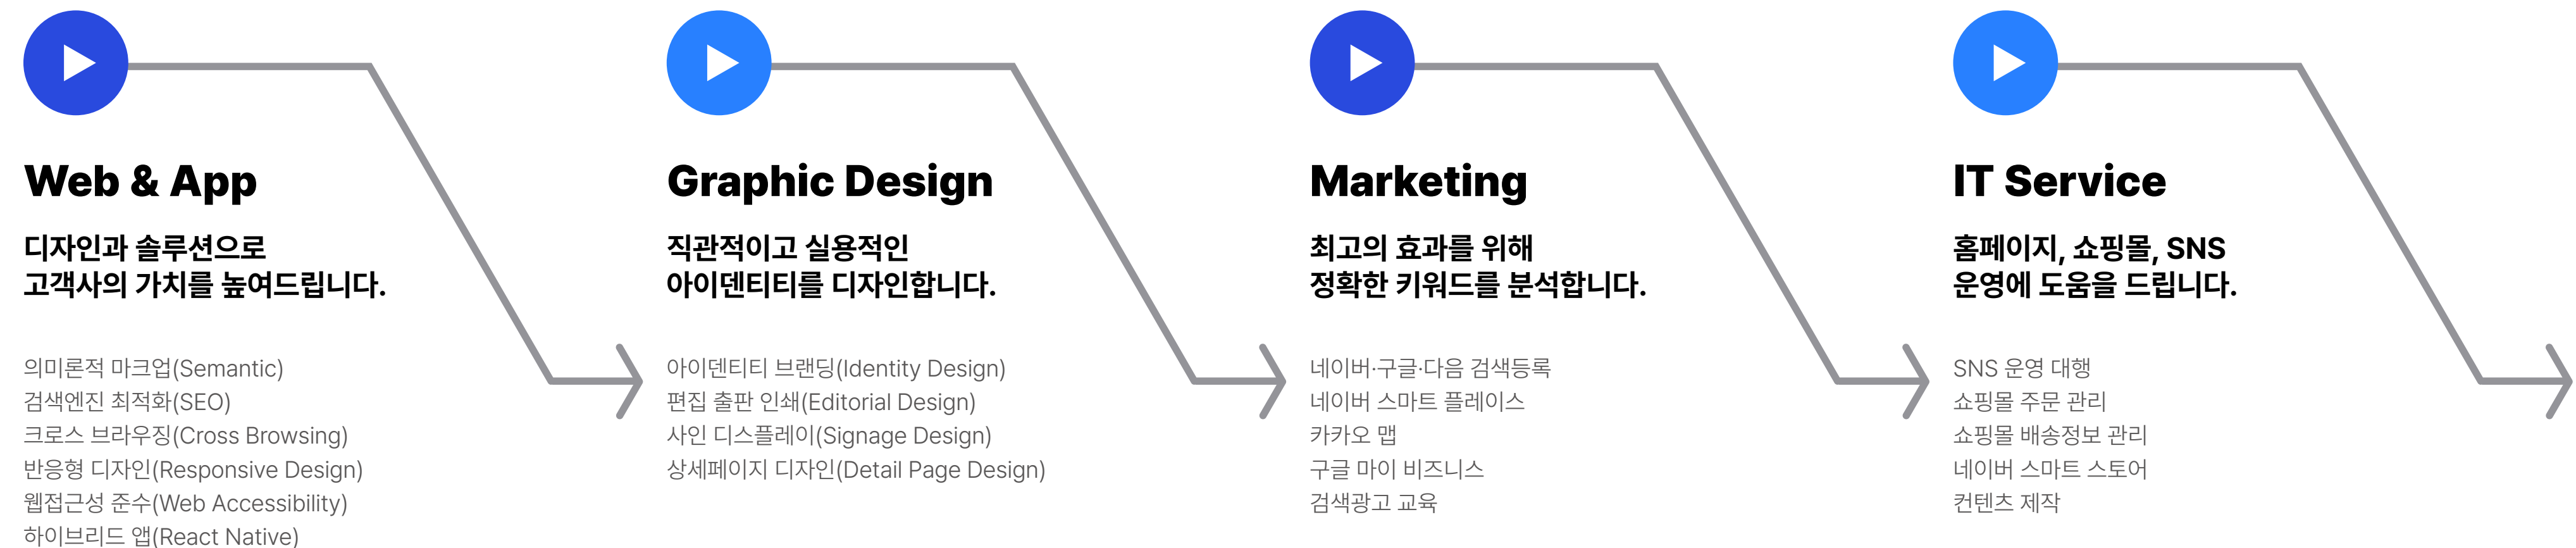 Web & App
디자인과 솔루션으로
고객사의 가치를 높여드립니다.
의미론적 마크업(Semantic)
검색엔진 최적화(SEO)
크로스 브라우징(Cross Browsing)
반응형 디자인(Responsive Design)
웹접근성 준수(Web Accessibility)
하이브리드 앱(React Native)
Graphic Design
직관적이고 실용적인
아이덴티티를 디자인합니다.
아이덴티티 브랜딩(Identity Design)
편집 출판 인쇄(Editorial Design)
사인 디스플레이(Signage Design)
상세페이지 디자인(Detail Page Design)
Marketing
최고의 효과를 위해
정확한 키워드를 분석합니다.
네이버·구글·다음 검색등록
네이버 스마트 플레이스
카카오 맵
구글 마이 비즈니스
검색광고 교육
IT Service
홈페이지, 쇼핑몰, SNS
운영에 도움을 드립니다.
SNS 운영 대행
쇼핑몰 주문 관리
쇼핑몰 배송정보 관리
네이버 스마트 스토어
컨텐츠 제작